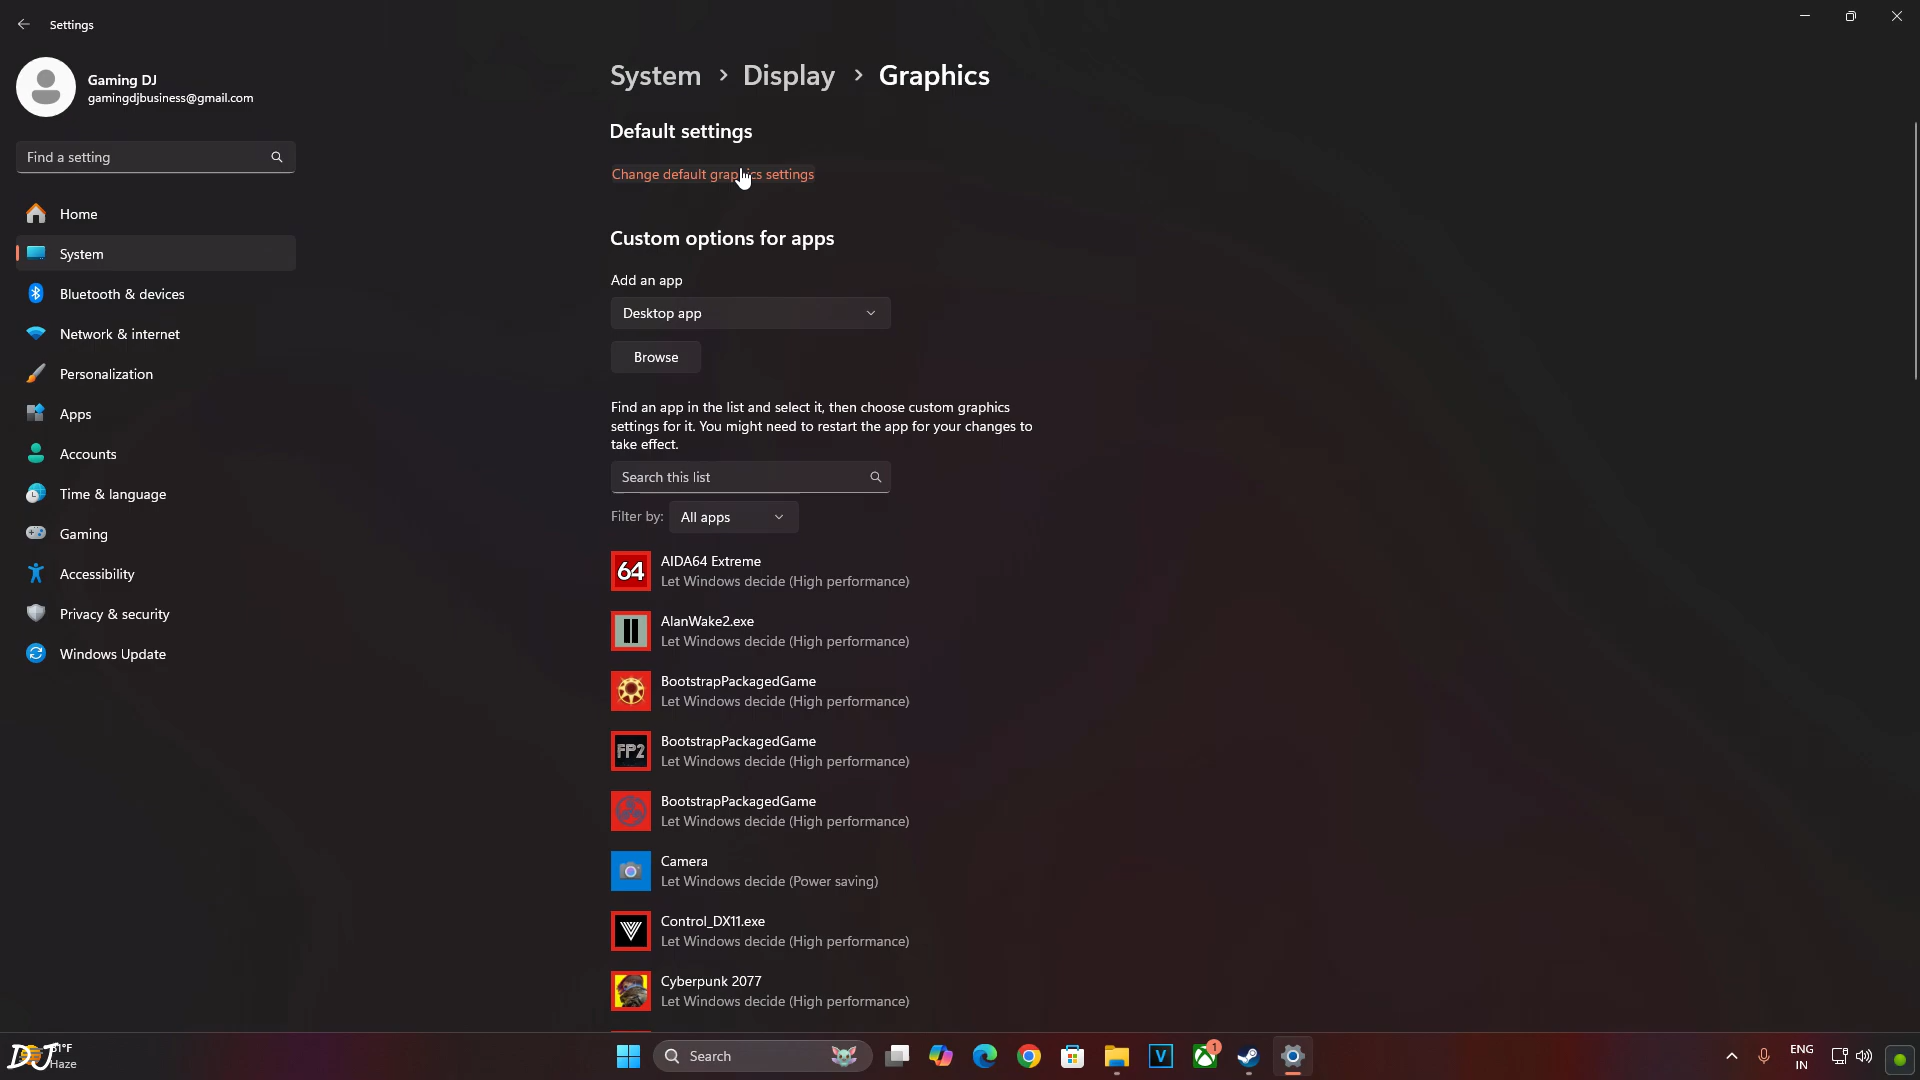 Settings
Gaming DJ
gamingdjbusiness@gmail.com
Find a setting
Home
System
Bluetooth & devices
Network & internet
Personalization
Apps
Accounts
Time & language
Gaming
Accessibility
Privacy & security
Windows Update
System > Display > Graphics
Default settings
Change default graphics settings
Custom options for apps
Add an app
Desktop app
Browse
Find an app in the list and select it, then choose custom graphics
settings for it. You might need to restart the app for your changes to
take effect.
Search this list
Filter by: All apps
64
AIDA64 Extreme
Let Windows decide (High performance)
AlanWake2.exe
Let Windows decide (High performance)
BootstrapPackagedGame
Let Windows decide (High performance)
FP2
BootstrapPackagedGame
Let Windows decide (High performance)
BootstrapPackagedGame
Let Windows decide (High performance)
Camera
Let Windows decide (Power saving)
Control_DX11.exe
Let Windows decide (High performance)
Cyberpunk 2077
Let Windows decide (High performance)
DJ
Haze
Search
V
1
ENG
IN